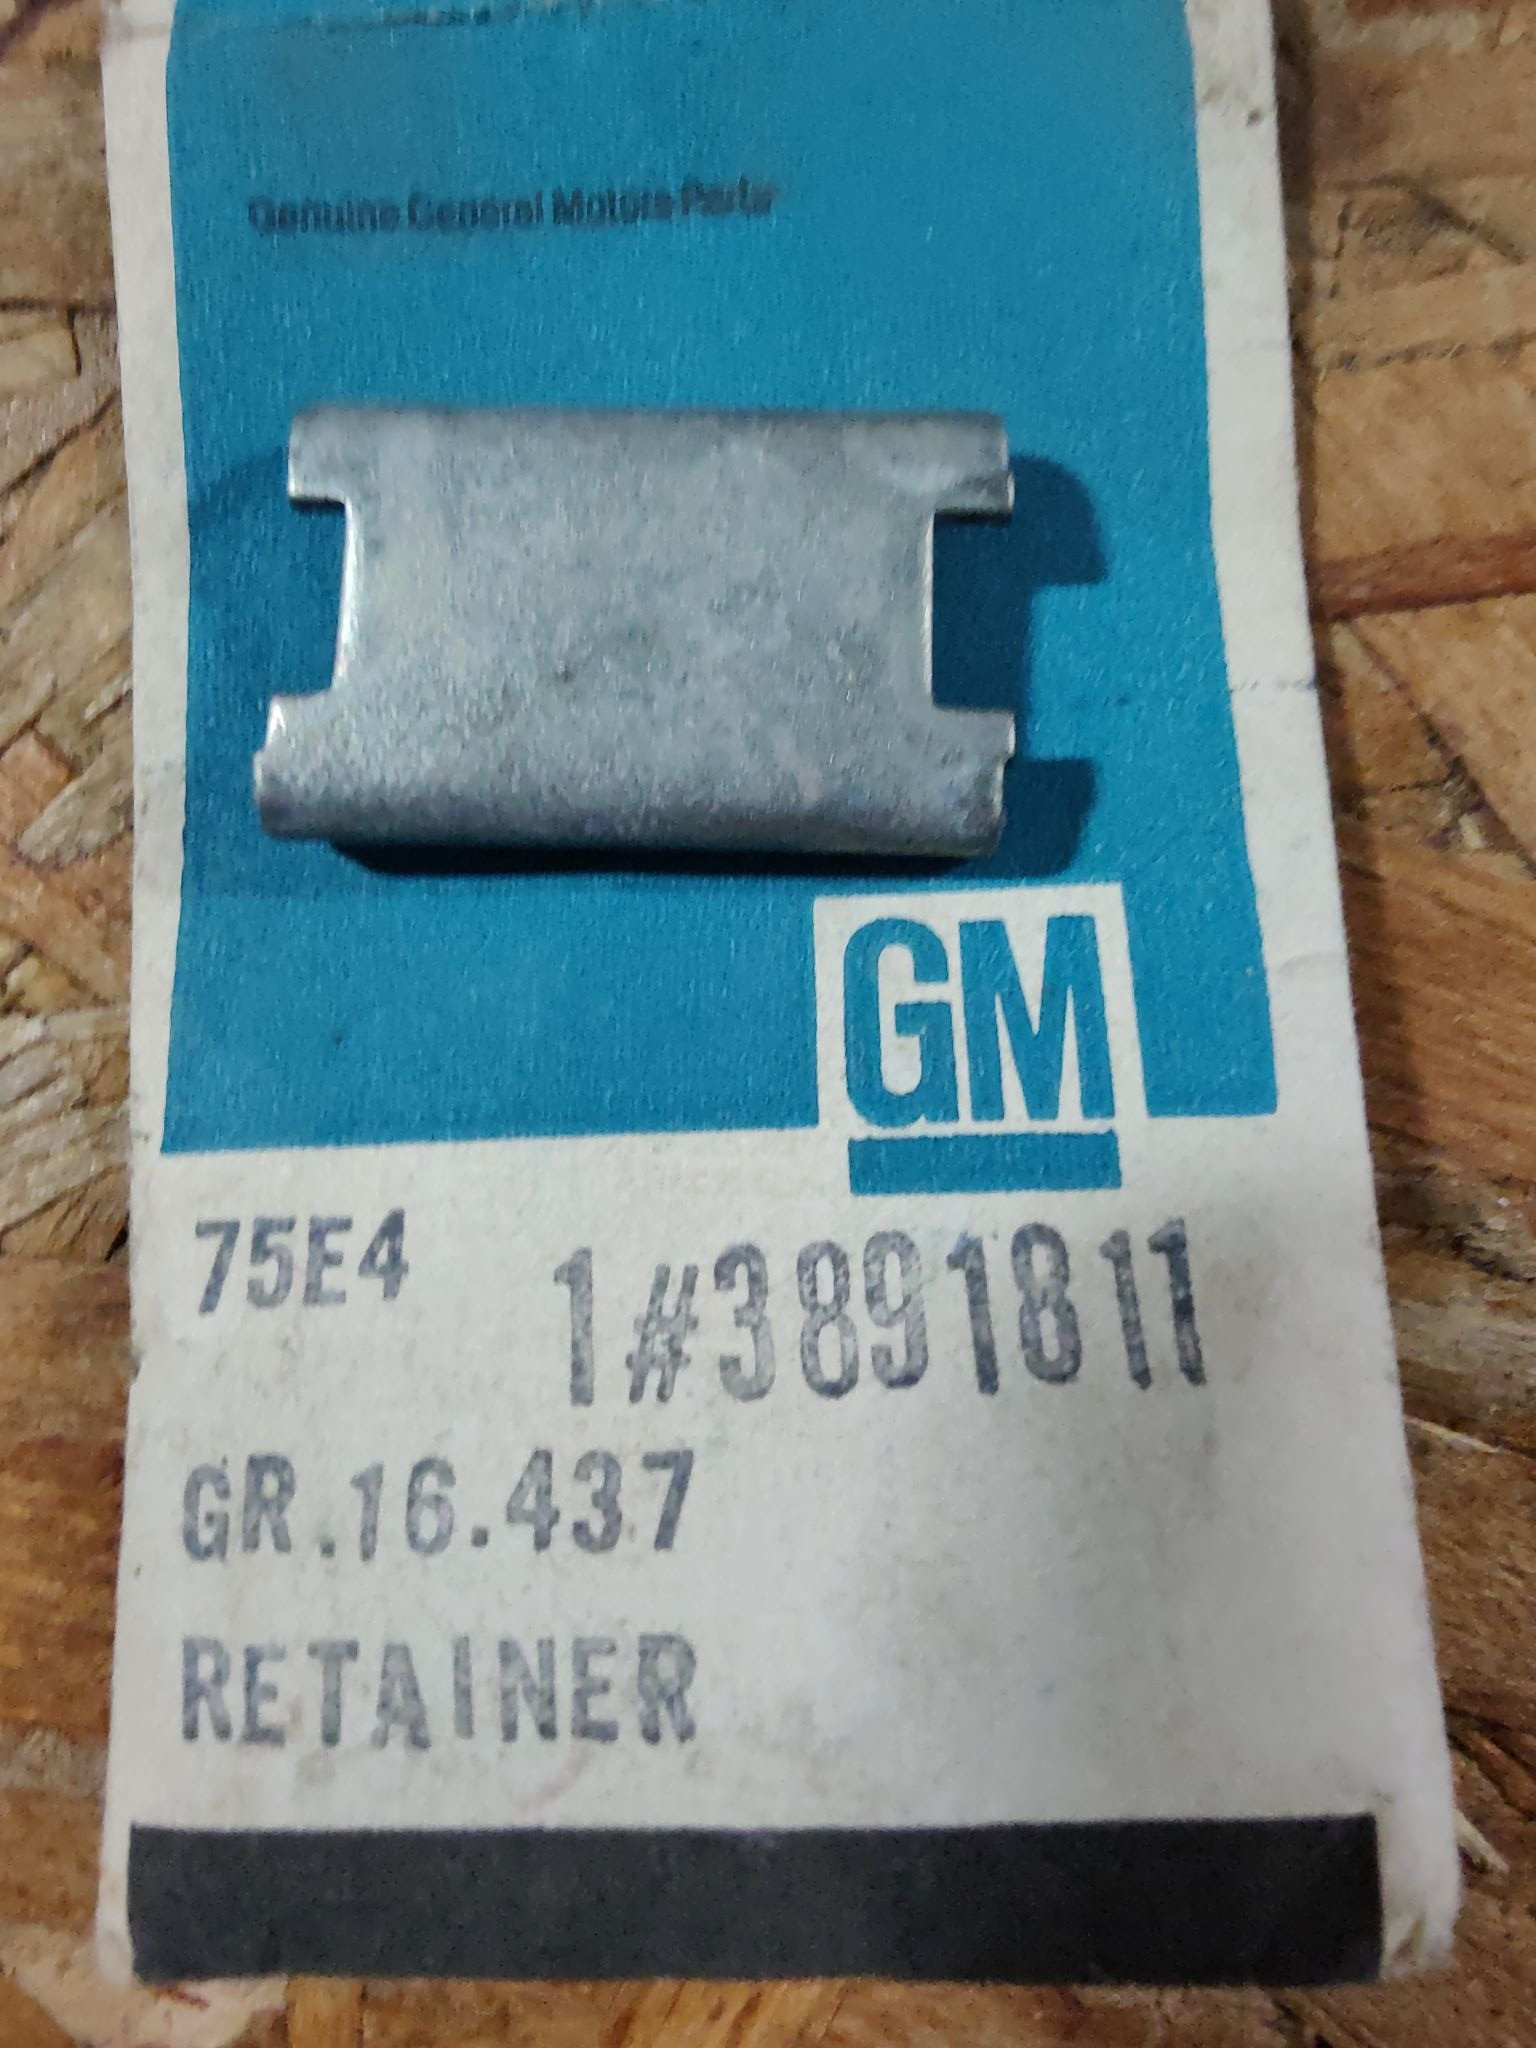 Genuine General Motors Parts
GM
75E4 1#3891811
GR.16.437
RETAINER